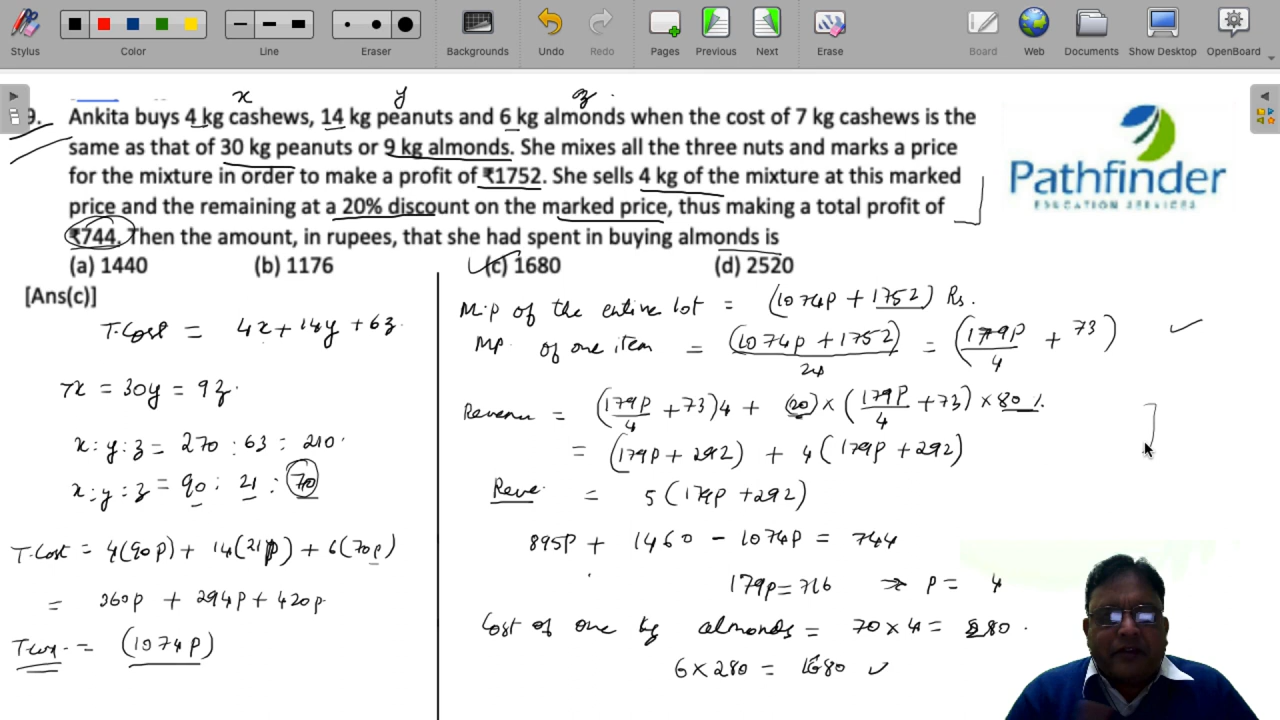 Stylus
Color
Line
Eraser
Backgrounds
Undo
Redo
Pages
Previous
Next
Erase
Board
Web
Documents
Show Desktop
OpenBoard
x y z
9. Ankita buys 4 kg cashews, 14 kg peanuts and 6 kg almonds when the cost of 7 kg cashews is the
same as that of 30 kg peanuts or 9 kg almonds. She mixes all the three nuts and marks a price
for the mixture in order to make a profit of ₹1752. She sells 4 kg of the mixture at this marked
price and the remaining at a 20% discount on the marked price, thus making a total profit of
₹744. Then the amount, in rupees, that she had spent in buying almonds is
(a) 1440 (b) 1176 (c) 1680 (d) 2520
[Ans(c)]
Pathfinder
EDUCATION SERVICES
T.Cost = 4x + 14y + 6z
7x = 30y = 9z
x : y : z = 270 : 63 : 210
x : y : z = 90 : 21 : 70
T.Cost = 4(90p) + 14(21p) + 6(70p)
= 360p + 294p + 420p
T.Cost = (1074p)
M.P of the entire lot = (1074p + 1752) Rs.
MP of one item = (1074p + 1752)/24 = (179p/4 + 73)
Revenue = (179p/4 + 73)4 + (20) × (179p/4 + 73) × 80%
= (179p + 292) + 4(179p + 292)
Reve = 5(179p + 292)
895p + 1460 - 1074p = 744
179p = 716 ⇒ p = 4
Cost of one kg almonds = 70 × 4 = 280.
6 × 280 = 1680